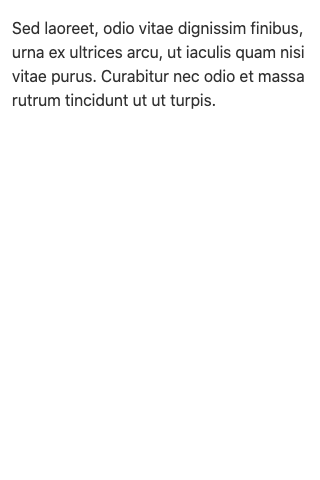 Sed laoreet, odio vitae dignissim finibus,
urna ex ultrices arcu, ut iaculis quam nisi
vitae purus. Curabitur nec odio et massa
rutrum tincidunt ut ut turpis.